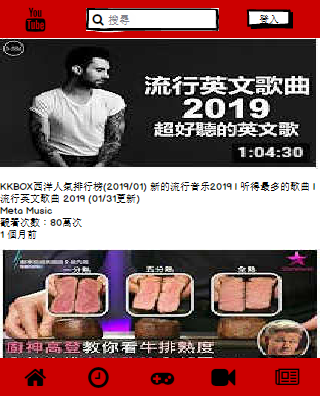 You
Tube
搜尋
登入
流行英文歌曲
2019
超好聽的英文歌
1:04:30
KKBOX西洋人氣排行榜(2019/01) 新的流行音乐2019 | 听得最多的歌曲 |
流行英文歌曲 2019 (01/31更新)
Meta Music
觀看次數：80萬次
1 個月前
一分熟 五分熟 全熟
廚神高登教你看牛排熟度